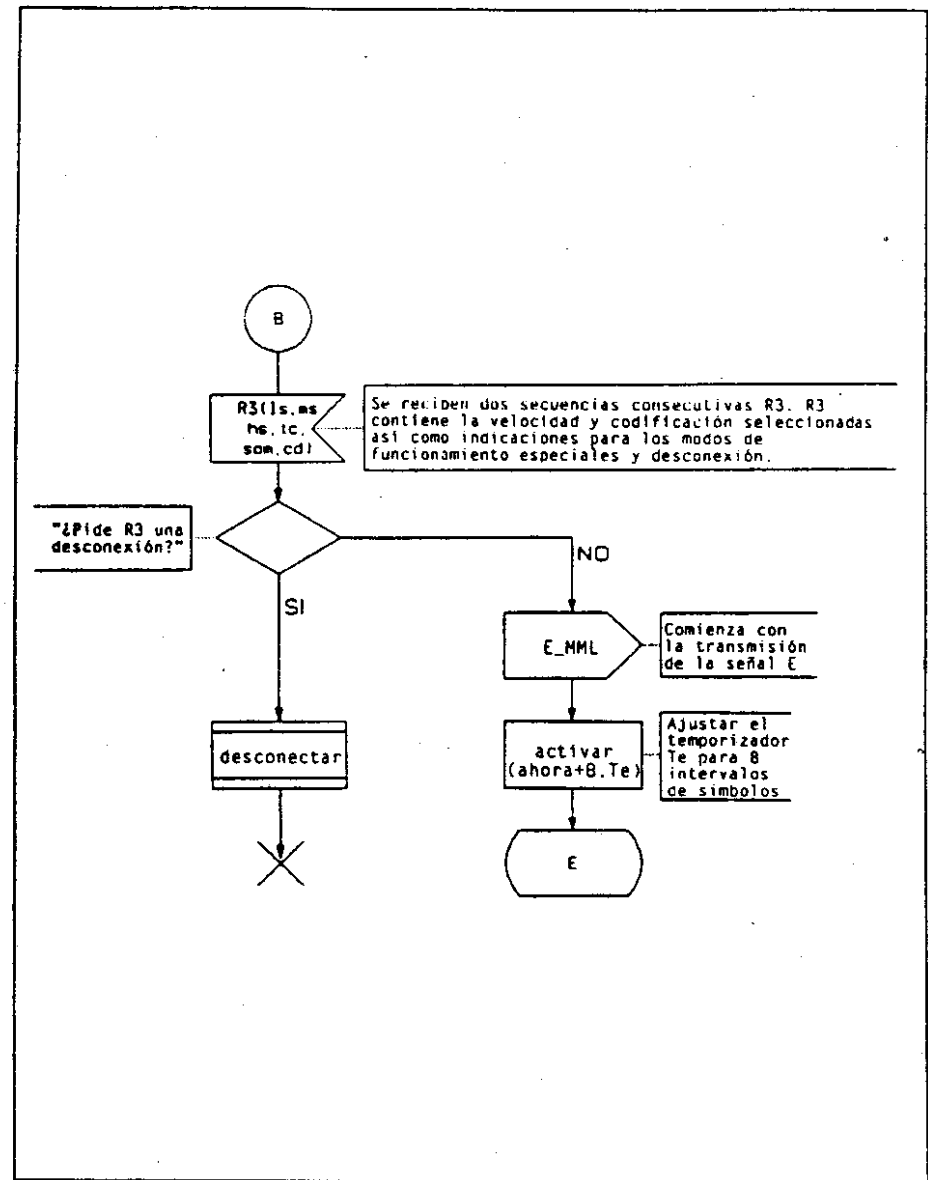 B
R3(ls,ms
hs,tc,
som,cd)
Se reciben dos secuencias consecutivas R3. R3
contiene la velocidad y codificación seleccionadas
así como indicaciones para los modos de
funcionamiento especiales y desconexión.
"¿Pide R3 una
desconexión?"
NO
SI
E_MML
Comienza con
la transmisión
de la señal E
desconectar
activar
(ahora+8,Te)
Ajustar el
temporizador
Te para 8
intervalos
de símbolos
E